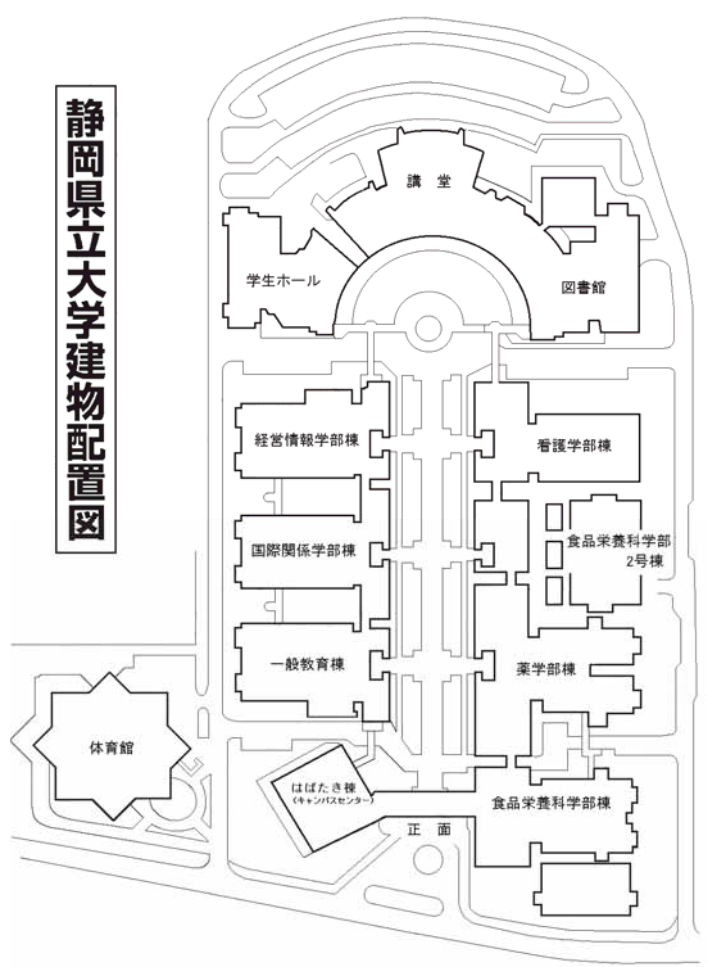 静岡県立大学建物配置図
講 堂
学生ホール
図書館
経営情報学部棟
看護学部棟
国際関係学部棟
食品栄養科学部
2号棟
一般教育棟
薬学部棟
体育館
はばたき棟
(キャンパスセンター)
食品栄養科学部棟
正 面